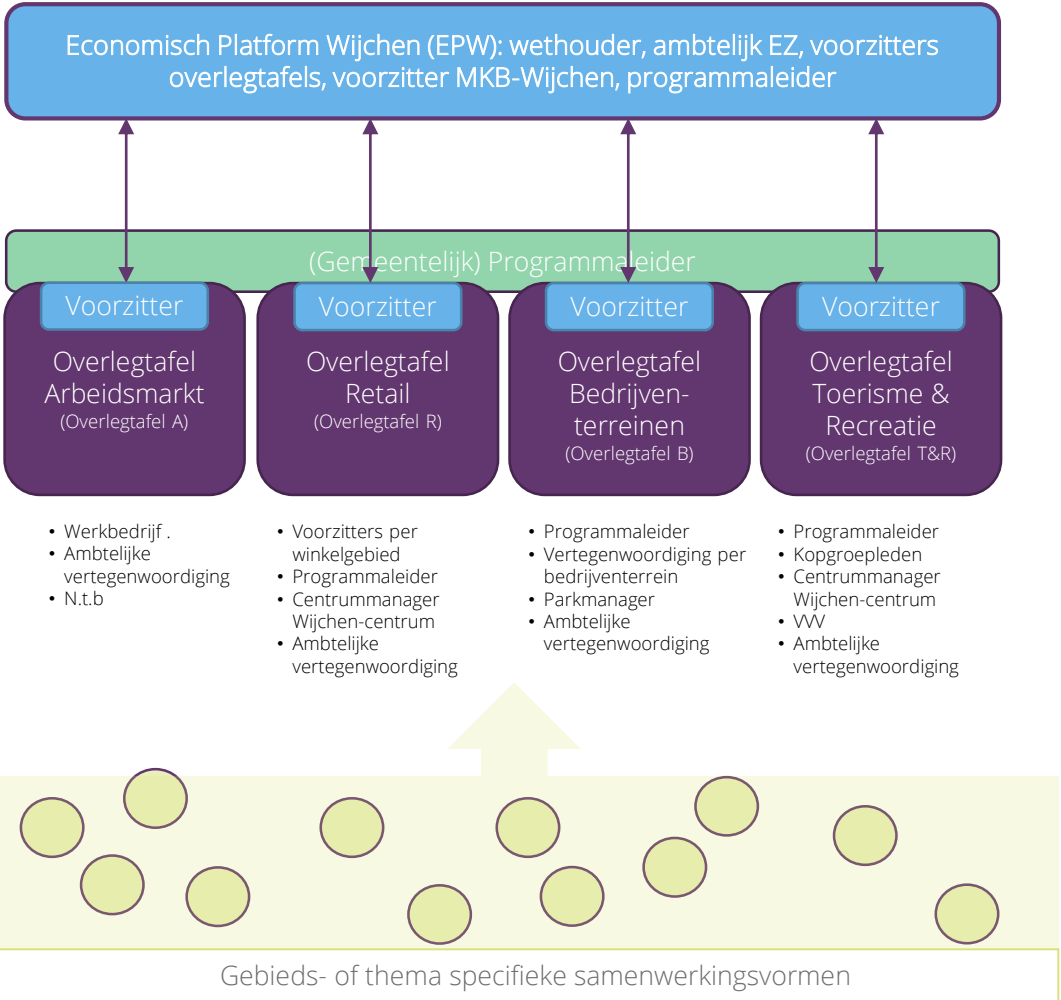 Economisch Platform Wijchen (EPW): wethouder, ambtelijk EZ, voorzitters
overlegtafels, voorzitter MKB-Wijchen, programmaleider
(Gemeentelijk) Programmaleider
Voorzitter
Overlegtafel
Arbeidsmarkt
(Overlegtafel A)
• Werkbedrijf .
• Ambtelijke
vertegenwoordiging
• N.t.b
Voorzitter
Overlegtafel
Retail
(Overlegtafel R)
• Voorzitters per
winkelgebied
• Programmaleider
• Centrummanager
Wijchen-centrum
• Ambtelijke
vertegenwoordiging
Voorzitter
Overlegtafel
Bedrijven-
terreinen
(Overlegtafel B)
• Programmaleider
• Vertegenwoordiging per
bedrijventerrein
• Parkmanager
• Ambtelijke
vertegenwoordiging
Voorzitter
Overlegtafel
Toerisme &
Recreatie
(Overlegtafel T&R)
• Programmaleider
• Kopgroepleden
• Centrummanager
Wijchen-centrum
• VVV
• Ambtelijke
vertegenwoordiging
Gebieds- of thema specifieke samenwerkingsvormen